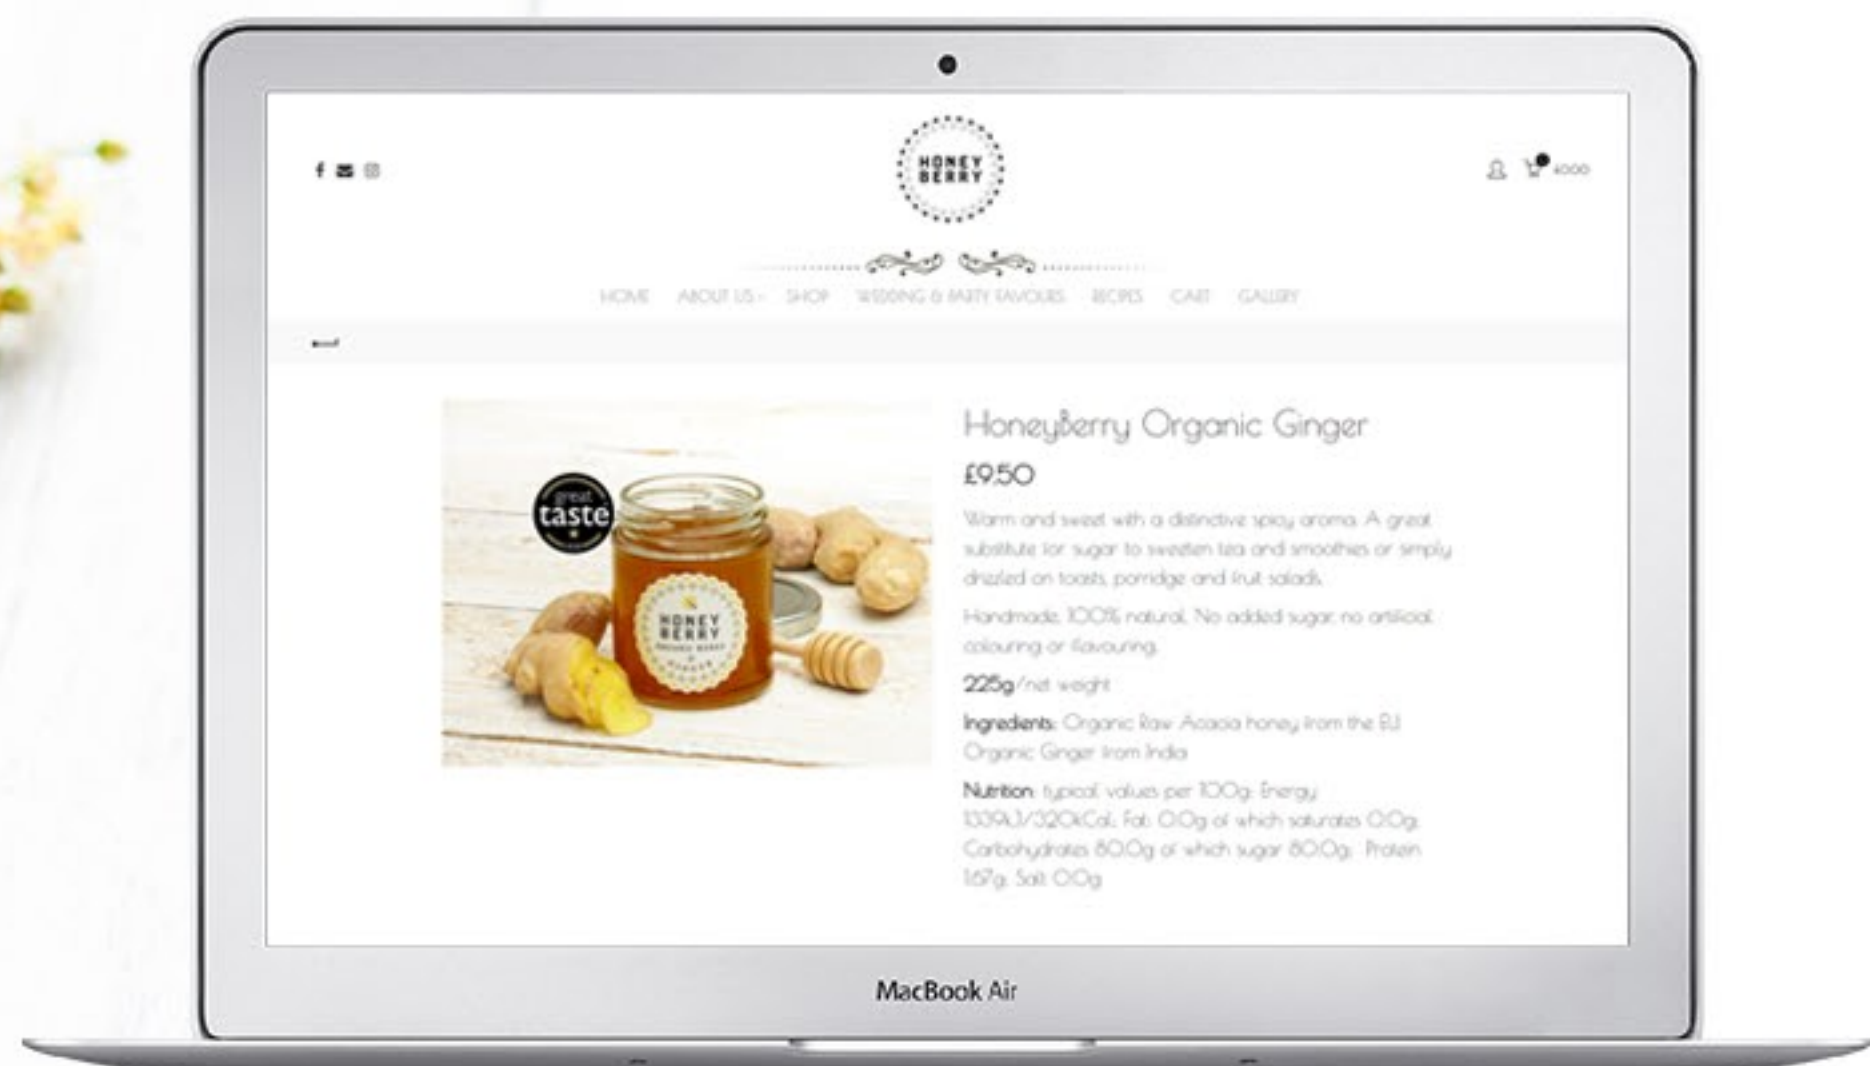 HONEY
BERRY
£0.00
HOME ABOUT US SHOP WEDDING & PARTY FAVOURS RECIPES CART GALLERY
HoneyBerry Organic Ginger
£9.50
Warm and sweet with a distinctive spicy aroma. A great
substitute for sugar to sweeten tea and smoothies or simply
drizzled on toasts, porridge and fruit salads.
Handmade, 100% natural. No added sugar, no artificial
colouring or flavouring.
225g/net weight
Ingredients: Organic Raw Acacia honey from the EU
Organic Ginger from India
Nutrition: typical values per 100g: Energy
1339kJ/320kCal; Fat: 0.0g of which saturates 0.0g;
Carbohydrates 80.0g of which sugar 80.0g; Protein
1.67g; Salt 0.0g
great
taste
HONEY
BERRY
GINGER
MacBook Air